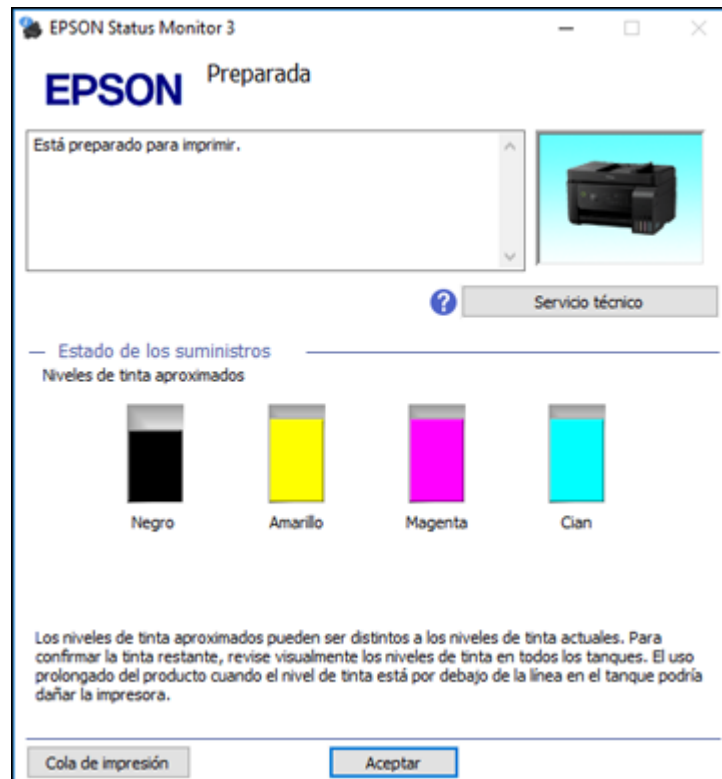 EPSON Status Monitor 3
EPSON
Preparada
Está preparado para imprimir.
Servicio técnico
Estado de los suministros
Niveles de tinta aproximados
Negro
Amarillo
Magenta
Cian
Los niveles de tinta aproximados pueden ser distintos a los niveles de tinta actuales. Para
confirmar la tinta restante, revise visualmente los niveles de tinta en todos los tanques. El uso
prolongado del producto cuando el nivel de tinta está por debajo de la línea en el tanque podría
dañar la impresora.
Cola de impresión
Aceptar